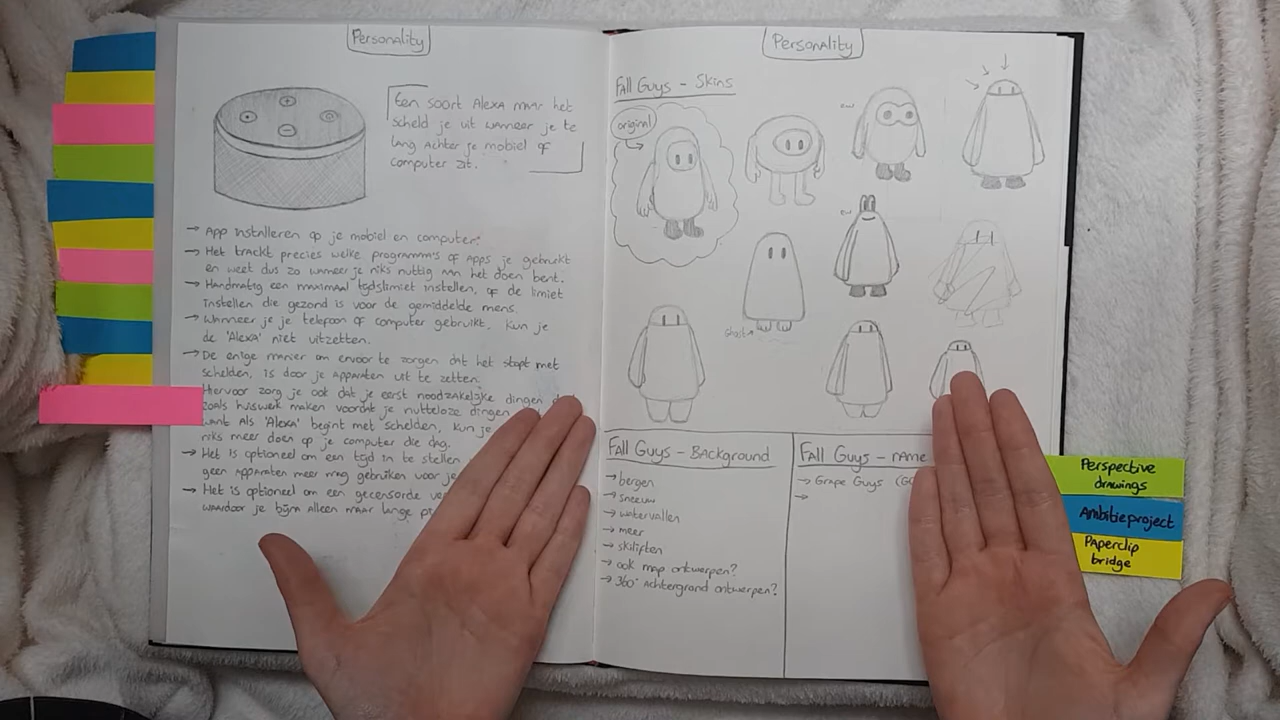 Personality
Een soort Alexa maar het
scheld je uit wanneer je te
lang achter je mobiel of
computer zit.
→ App installeren op je mobiel en computer.
→ Het trackt precies welke programma's of apps je gebruikt
en weet dus zo wanneer je niks nuttig aan het doen bent.
→ Handmatig een maximaal tijdslimiet instellen, of de limiet
instellen die gezond is voor de gemiddelde mens.
→ Wanneer je je telefoon of computer gebruikt, kun je
de 'Alexa' niet uitzetten.
→ De enige manier om ervoor te zorgen dat het stopt met
schelden, is door je apparaten uit te zetten.
Hiervoor zorg je ook dat je eerst noodzakelijke dingen
zoals huiswerk maken voordat je nutteloze dingen
want als 'Alexa' begint met schelden, kun je
niks meer doen op je computer die dag.
→ Het is optioneel om een tijd in te stellen
geen apparaten meer mag gebruiken voor je
→ Het is optioneel om een gecensorde
waardoor je bijna alleen maar lange
Personality
Fall Guys - Skins
original
Fall Guys - Background
→ bergen
→ sneeuw
→ watervallen
→ meer
→ skiliften
→ ook map ontwerpen?
→ 360° achtergrond ontwerpen?
Fall Guys - name
→ Grape Guys
→
Perspective
drawings
Ambitieproject
Paperclip
bridge